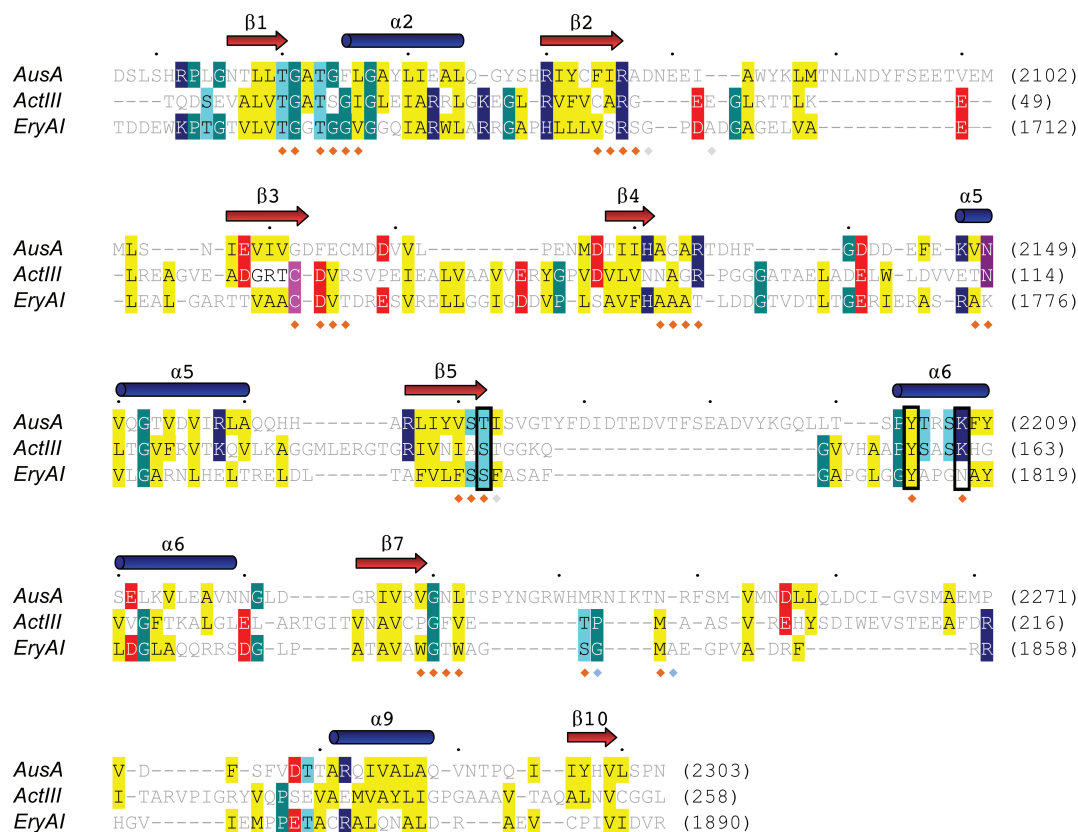 β1 α2 β2
AusA DSLSHRPLGNTLLTGATGFLGAYLIEALQ-GYSHRIYCFIRADNEEI---AWYKLMTNLNDYFSEETVEM (2102)
ActIII ----TQDSEVALVTGATSGIGLEIARRLGKEGL-RVFVCARG----EE-GLRTTLK-----------E-- (49)
EryAI TDDEWKPTGTVLVTGGTGGVGGQIARWLARRGAPHLLLVSRSG--PDADGAGELVA-----------E-- (1712)
β3 β4 α5
AusA MLS----N-IEVIVGDFECMDDVVL---------PENMDTIIHAGARTDHF-------GDDD-EFE-KVN (2149)
ActIII -LREAGVE-ADGRTC-DVRSVPEIEALVAAVVERYGPVDVLVNNAGR-PGGGATAELADELW-LDVVETN (114)
EryAI -LEAL-GARTTVAAC-DVTDRESVRELLGGIGDDVP-LSAVFHAAAT-LDDGTVDTLTGERIERAS-RAK (1776)
α5 β5 α6
AusA VQGTVDVIRLAQQHH-------ARLIYVSTISVGTYFDIDTEDVTFSEADVYKGQLLT---SPYTRSKFY (2209)
ActIII LTGVFRVTKQVLKAGGMLERGTGRIVNIASTGGKQ---------------------GVVHAAPYSASKHG (163)
EryAI VLGARNLHELTRELDL------TAFVLFSSFASAF---------------------GAPGLGGYAPGNAY (1819)
α6 β7
AusA SELKVLEAVNNGLD-----GRIVRVGNLTSPYNGRWHMRNIKTN-RFSM-VMNDLLQLDCI-GVSMAEMP (2271)
ActIII VVGFTKALGLEL-ARTGITVNAVCPGFVE--------TP----M-A-AS-V-REHYSDIWEVSTEEAFDR (216)
EryAI LDGLAQQRRSDG-LP----ATAVAWGTWAG-------SG----MA-EGPVA-DRF-------------RR (1858)
α9 β10
AusA V-D------F-SFVDTTARQIVALAQ-VNTPQ-I--IYHVLSPN (2303)
ActIII I-TARVPIGRYVQPSEVAEMVAYLIGPGAAAV-TAQALNVCGGL (258)
EryAI HGV------IEMPPETACRALQNALD-R---AEV--CPIVIDVR (1890)